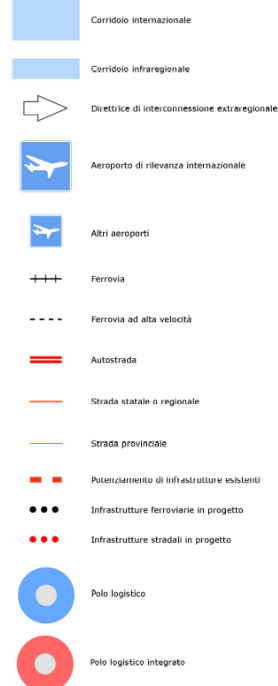 Corridoio internazionale
Corridoio infraregionale
Direttrice di interconnessione extraregionale
Aeroporto di rilevanza internazionale
Altri aeroporti
Ferrovia
Ferrovia ad alta velocità
Autostrada
Strada statale o regionale
Strada provinciale
Potenziamento di infrastrutture esistenti
Infrastrutture ferroviarie in progetto
Infrastrutture stradali in progetto
Polo logistico
Polo logistico integrato